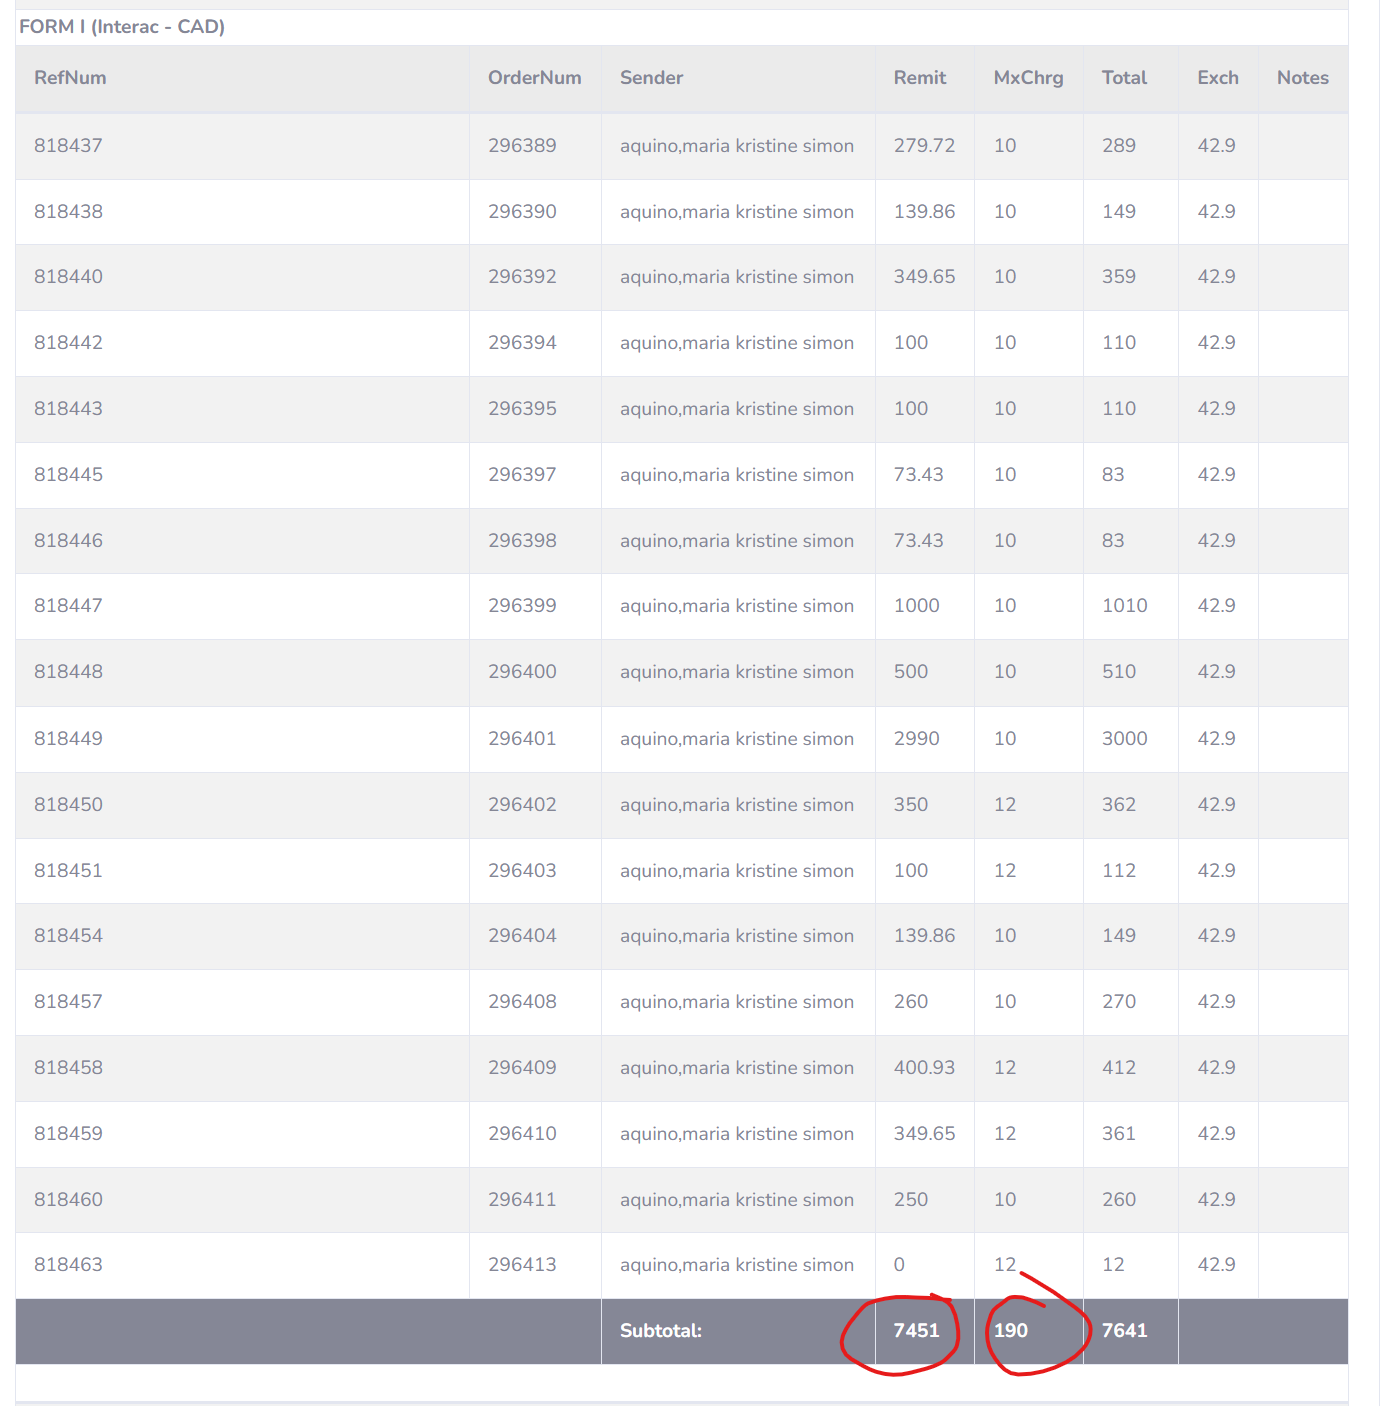 FORM I (Interac - CAD)
RefNum OrderNum Sender Remit MxChrg Total Exch Notes
818437 296389 aquino,maria kristine simon 279.72 10 289 42.9
818438 296390 aquino,maria kristine simon 139.86 10 149 42.9
818440 296392 aquino,maria kristine simon 349.65 10 359 42.9
818442 296394 aquino,maria kristine simon 100 10 110 42.9
818443 296395 aquino,maria kristine simon 100 10 110 42.9
818445 296397 aquino,maria kristine simon 73.43 10 83 42.9
818446 296398 aquino,maria kristine simon 73.43 10 83 42.9
818447 296399 aquino,maria kristine simon 1000 10 1010 42.9
818448 296400 aquino,maria kristine simon 500 10 510 42.9
818449 296401 aquino,maria kristine simon 2990 10 3000 42.9
818450 296402 aquino,maria kristine simon 350 12 362 42.9
818451 296403 aquino,maria kristine simon 100 12 112 42.9
818454 296404 aquino,maria kristine simon 139.86 10 149 42.9
818457 296408 aquino,maria kristine simon 260 10 270 42.9
818458 296409 aquino,maria kristine simon 400.93 12 412 42.9
818459 296410 aquino,maria kristine simon 349.65 12 361 42.9
818460 296411 aquino,maria kristine simon 250 10 260 42.9
818463 296413 aquino,maria kristine simon 0 12 12 42.9
Subtotal: 7451 190 7641